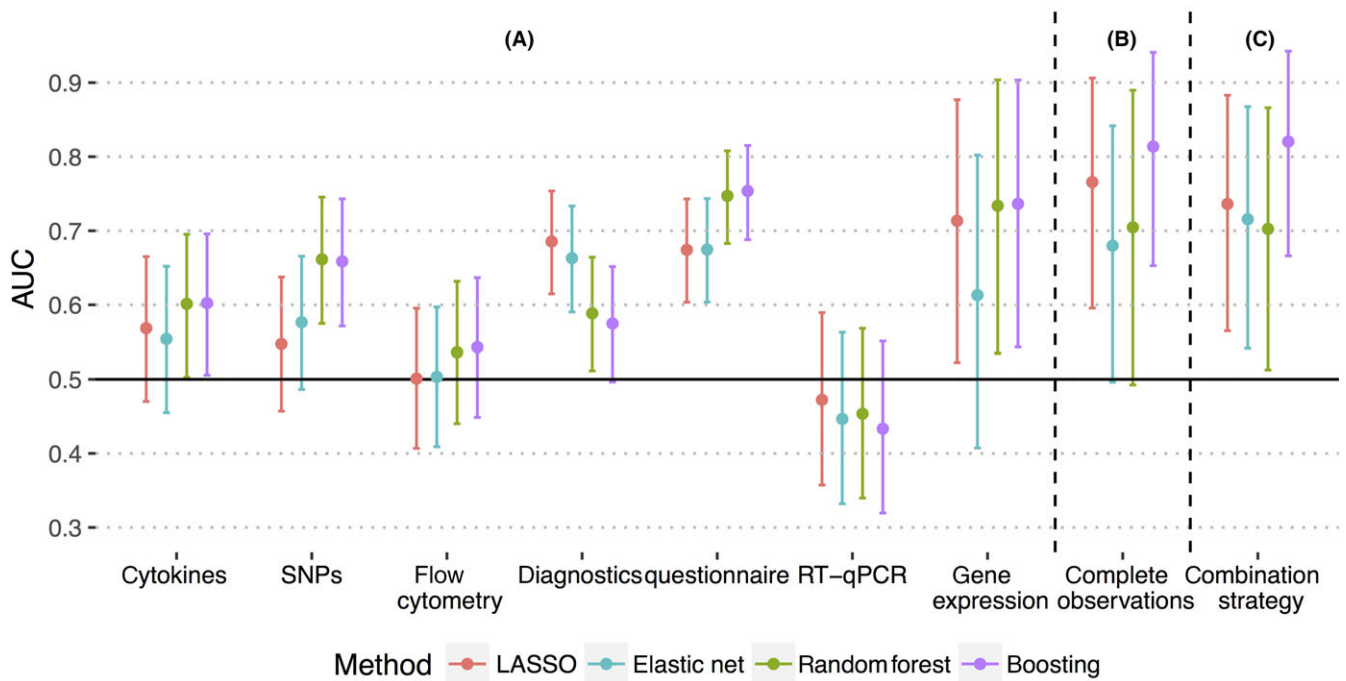 (A) (B) (C)
AUC
0.9
0.8
0.7
0.6
0.5
0.4
0.3
Cytokines SNPs Flow cytometry Diagnostics questionnaire RT-qPCR Gene expression Complete observations Combination strategy
Method LASSO Elastic net Random forest Boosting